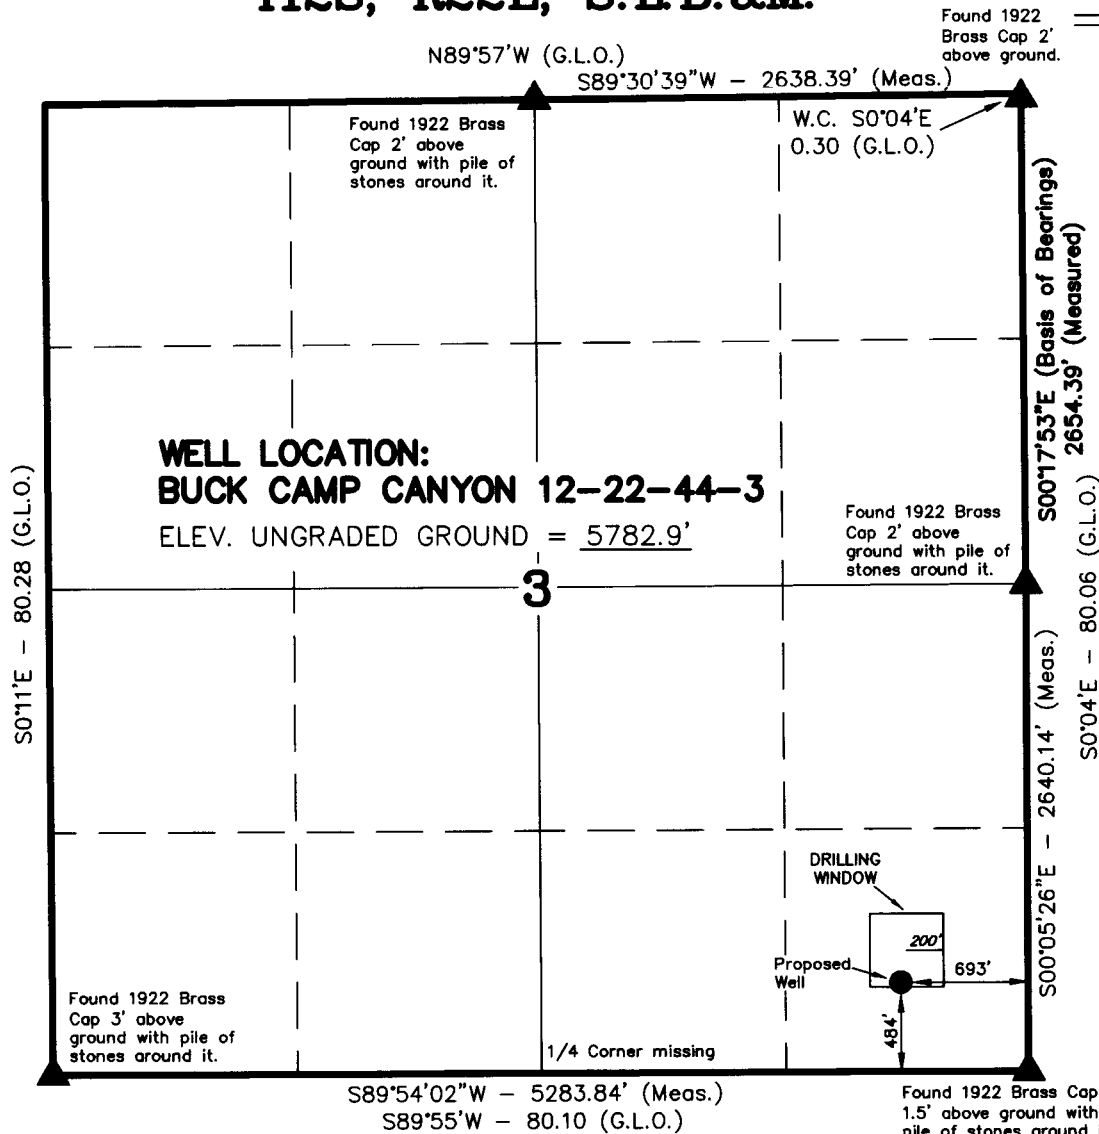 T12S, R22E, S.L.B.&M.
Found 1922
Brass Cap 2'
above ground.
N89°57'W (G.L.O.)
S89°30'39"W - 2638.39' (Meas.)
Found 1922 Brass
Cap 2' above
ground with pile of
stones around it.
W.C. S0°04'E
0.30 (G.L.O.)
S00°17'53"E (Basis of Bearings)
2654.39' (Measured)
WELL LOCATION:
BUCK CAMP CANYON 12-22-44-3
ELEV. UNGRADED GROUND = 5782.9'
S0°11'E - 80.28 (G.L.O.)
Found 1922 Brass
Cap 2' above
ground with pile of
stones around it.
S0°04'E - 80.06 (G.L.O.)
3
S00°05'26"E - 2640.14' (Meas.)
DRILLING
WINDOW
200'
Proposed
Well
693'
484'
Found 1922 Brass
Cap 3' above
ground with pile of
stones around it.
1/4 Corner missing
S89°54'02"W - 5283.84' (Meas.)
S89°55'W - 80.10 (G.L.O.)
Found 1922 Brass Cap
1.5' above ground with
pile of stones around